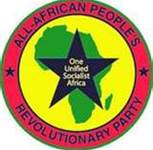 ALL-AFRICAN PEOPLE'S
One
Unified
Socialist
Africa
REVOLUTIONARY PARTY